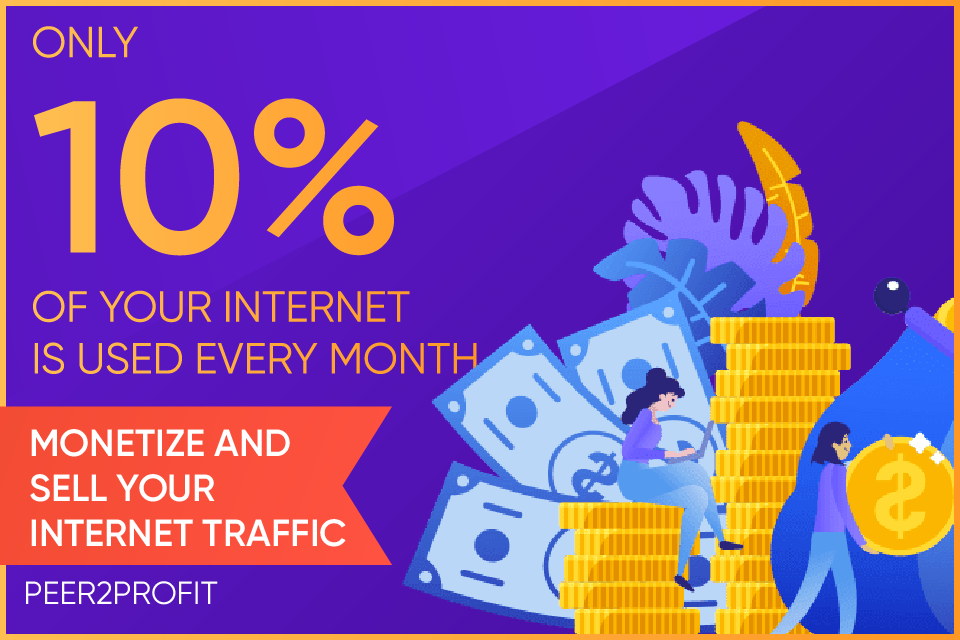 ONLY
10%
OF YOUR INTERNET
IS USED EVERY MONTH
MONETIZE AND
SELL YOUR
INTERNET TRAFFIC
PEER2PROFIT